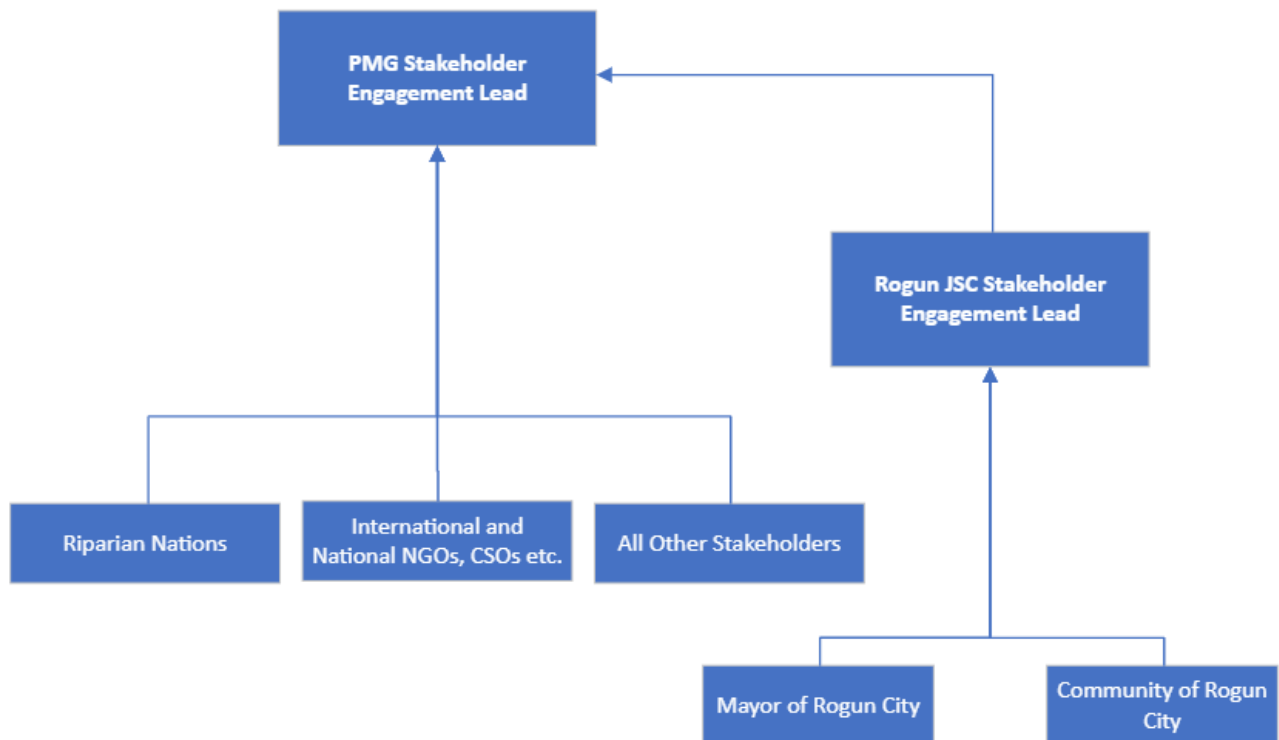 PMG Stakeholder
Engagement Lead
Rogun JSC Stakeholder
Engagement Lead
Riparian Nations
International and
National NGOs, CSOs etc.
All Other Stakeholders
Mayor of Rogun City
Community of Rogun
City